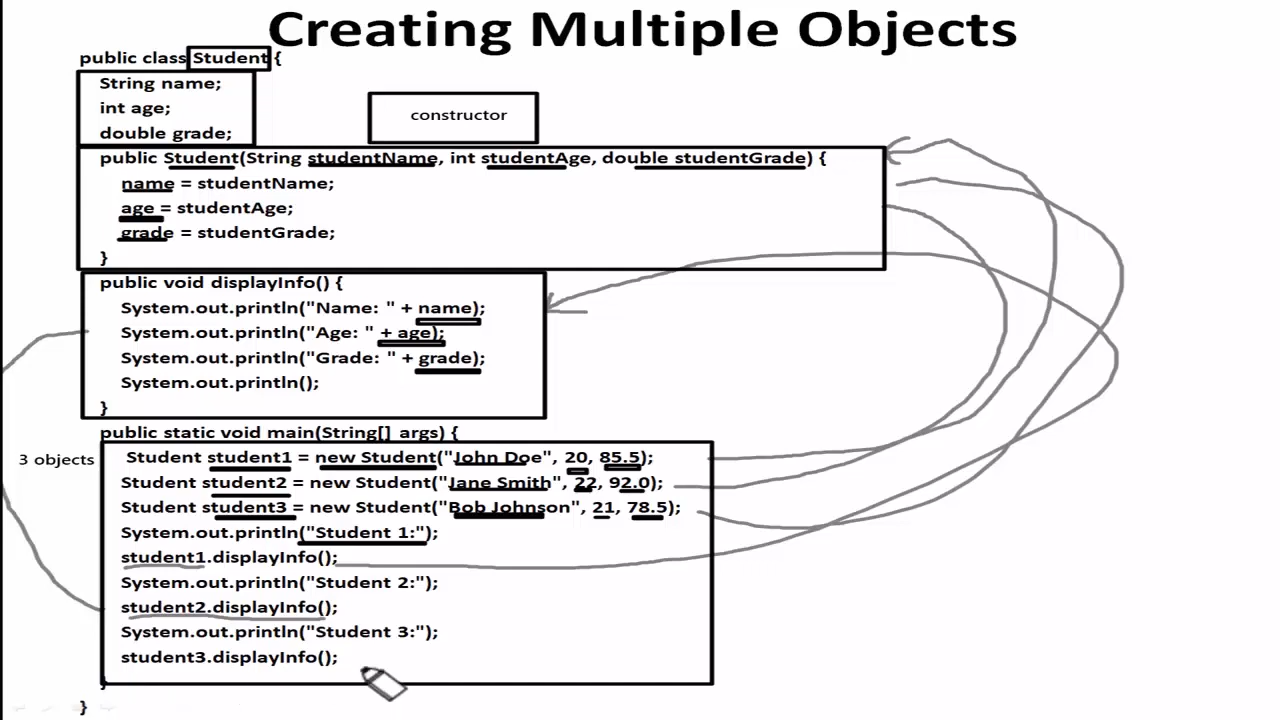 Creating Multiple Objects
public class Student {
String name;
int age;
double grade;
constructor
public Student(String studentName, int studentAge, double studentGrade) {
name = studentName;
age = studentAge;
grade = studentGrade;
}
public void displayInfo() {
System.out.println("Name: " + name);
System.out.println("Age: " + age);
System.out.println("Grade: " + grade);
System.out.println();
}
public static void main(String[] args) {
3 objects
Student student1 = new Student("John Doe", 20, 85.5);
Student student2 = new Student("Jane Smith", 22, 92.0);
Student student3 = new Student("Bob Johnson", 21, 78.5);
System.out.println("Student 1:");
student1.displayInfo();
System.out.println("Student 2:");
student2.displayInfo();
System.out.println("Student 3:");
student3.displayInfo();
}
}